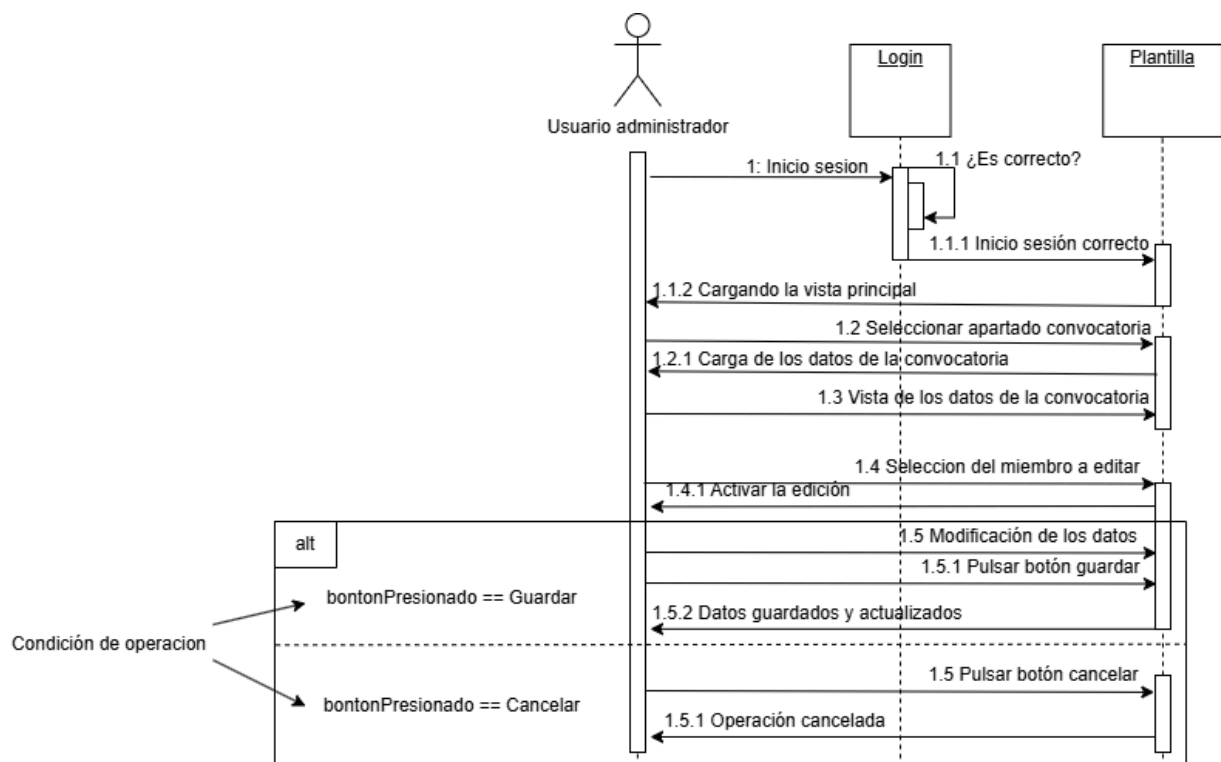 Login
Plantilla
Usuario administrador
1: Inicio sesion
1.1 ¿Es correcto?
1.1.1 Inicio sesión correcto
1.1.2 Cargando la vista principal
1.2 Seleccionar apartado convocatoria
1.2.1 Carga de los datos de la convocatoria
1.3 Vista de los datos de la convocatoria
1.4 Seleccion del miembro a editar
1.4.1 Activar la edición
alt
1.5 Modificación de los datos
1.5.1 Pulsar botón guardar
bontonPresionado == Guardar
1.5.2 Datos guardados y actualizados
Condición de operacion
1.5 Pulsar botón cancelar
bontonPresionado == Cancelar
1.5.1 Operación cancelada